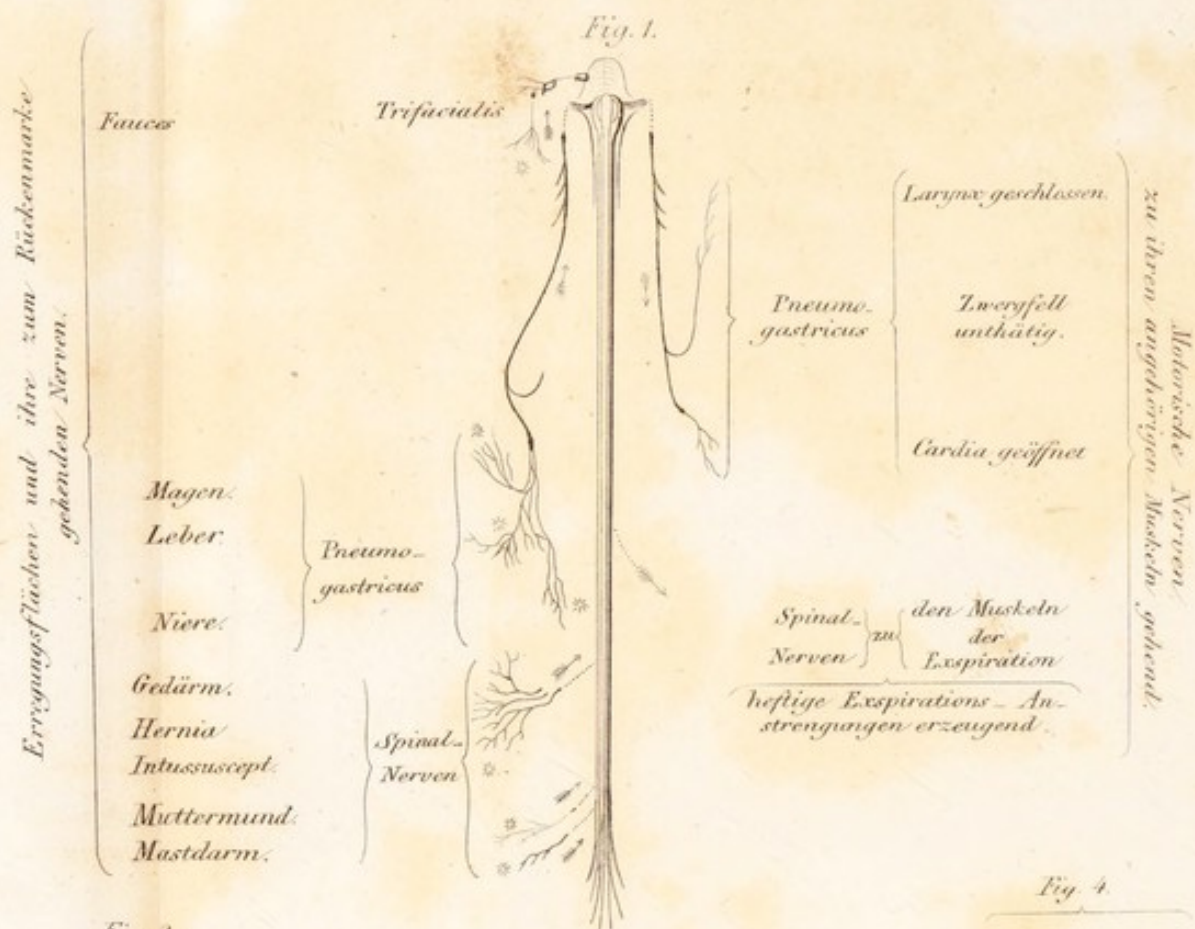 Fig. 1.
Erregungsflächen und ihre zum Rückenmarke
gehenden Nerven.
Fauces
Trifacialis
Magen.
Leber.
Niere.
Pneumo-
gastricus
Gedärm.
Hernia
Intussuscept.
Muttermund.
Mastdarm.
Spinal-
Nerven
Pneumo-
gastricus
Larynx geschlossen.
Zwergfell
unthätig.
Cardia geöffnet
Spinal-
Nerven
zu
den Muskeln
der
Exspiration
heftige Exspirations-An-
strengungen erzeugend.
Motorische Nerven
zu ihren angehörigen Muskeln gehend.
Fig. 4.